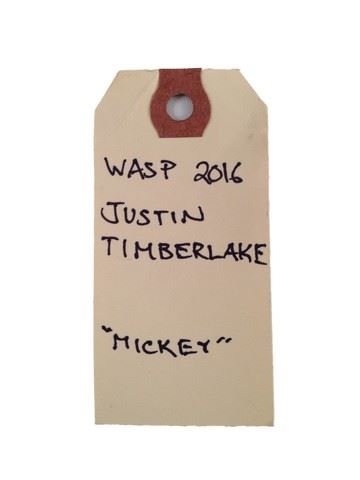 WASP 2016
JUSTIN
TIMBERLAKE
"MICKEY"